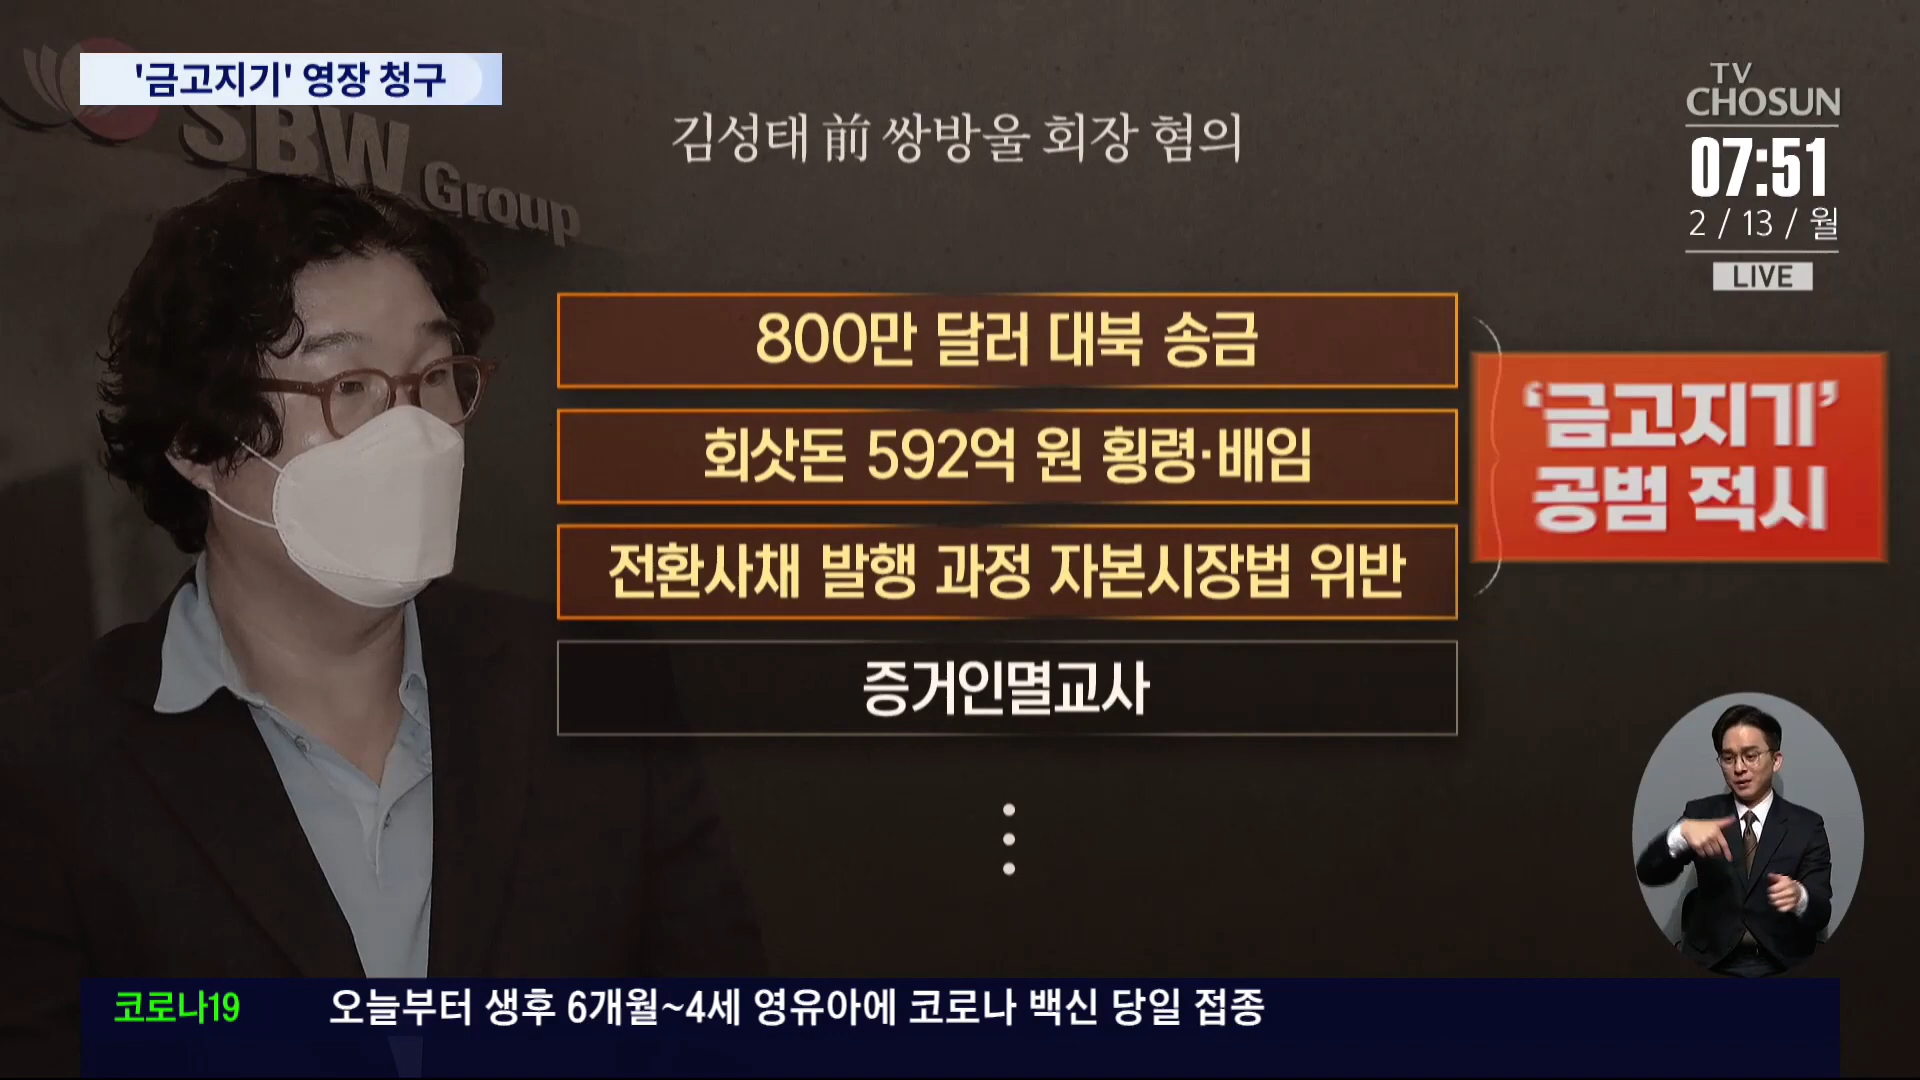 '금고지기' 영장 청구
SBW Group
김성태 前 쌍방울 회장 혐의
TV
CHOSUN
07:51
2 / 13 / 월
LIVE
800만 달러 대북 송금
회삿돈 592억 원 횡령·배임
전환사채 발행 과정 자본시장법 위반
증거인멸교사
‘금고지기’
공범 적시
코로나19 오늘부터 생후 6개월~4세 영유아에 코로나 백신 당일 접종